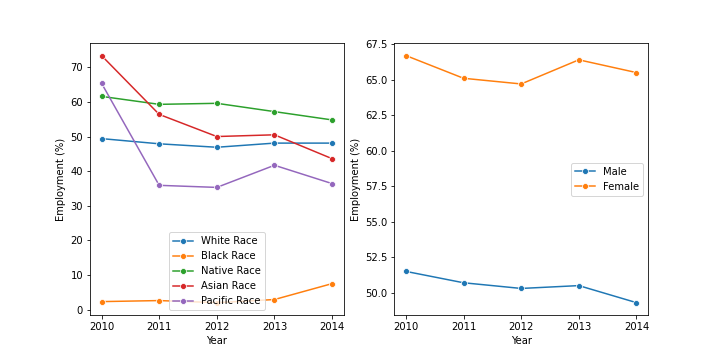 70
60
50
40
30
20
10
0
Employment (%)
2010 2011 2012 2013 2014
Year
White Race
Black Race
Native Race
Asian Race
Pacific Race
67.5
65.0
62.5
60.0
57.5
55.0
52.5
50.0
Employment (%)
2010 2011 2012 2013 2014
Year
Male
Female